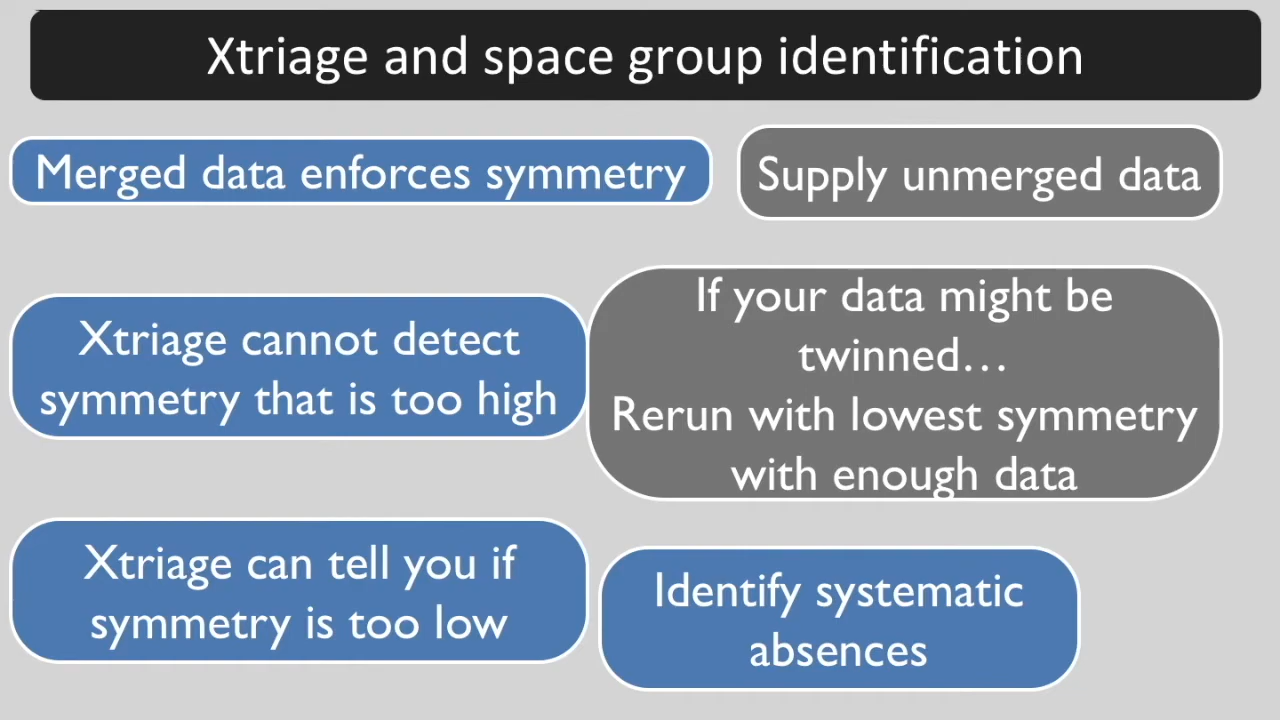 Xtriage and space group identification
Merged data enforces symmetry
Supply unmerged data
Xtriage cannot detect
symmetry that is too high
If your data might be
twinned…
Rerun with lowest symmetry
with enough data
Xtriage can tell you if
symmetry is too low
Identify systematic
absences